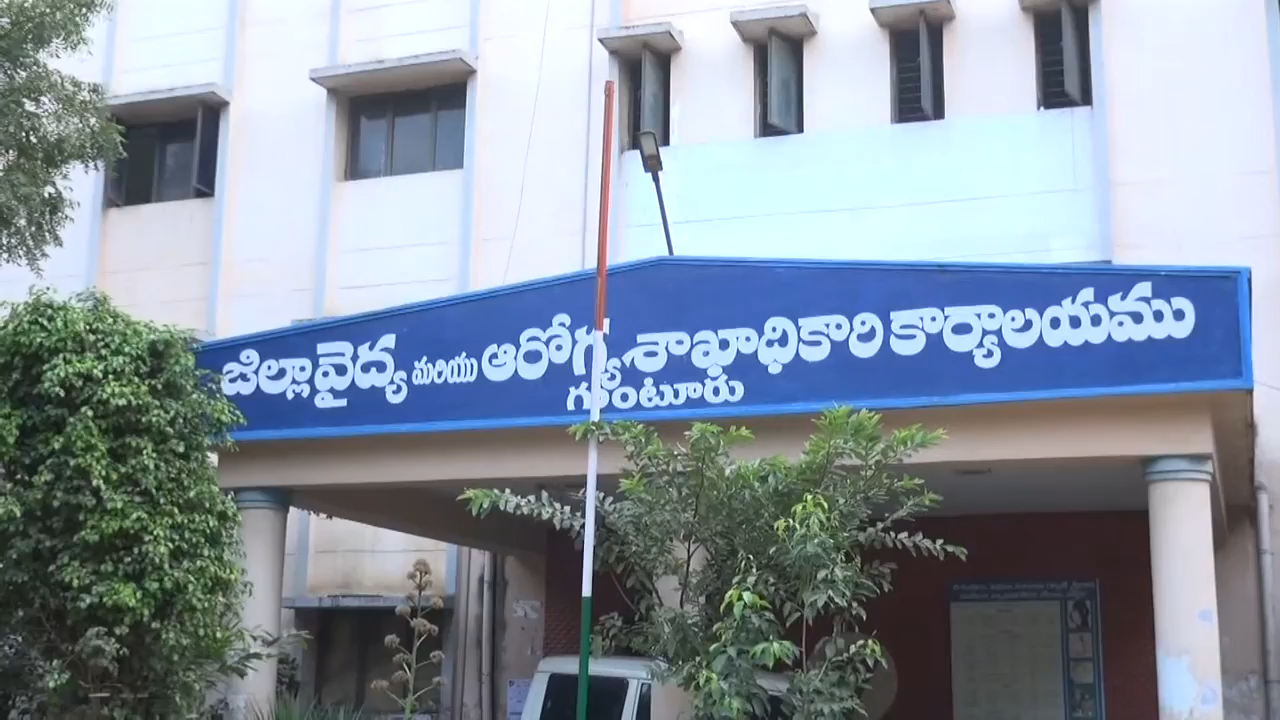 జిల్లా వైద్య మరియు ఆరోగ్య శాఖాధికారి కార్యాలయము
గుంటూరు